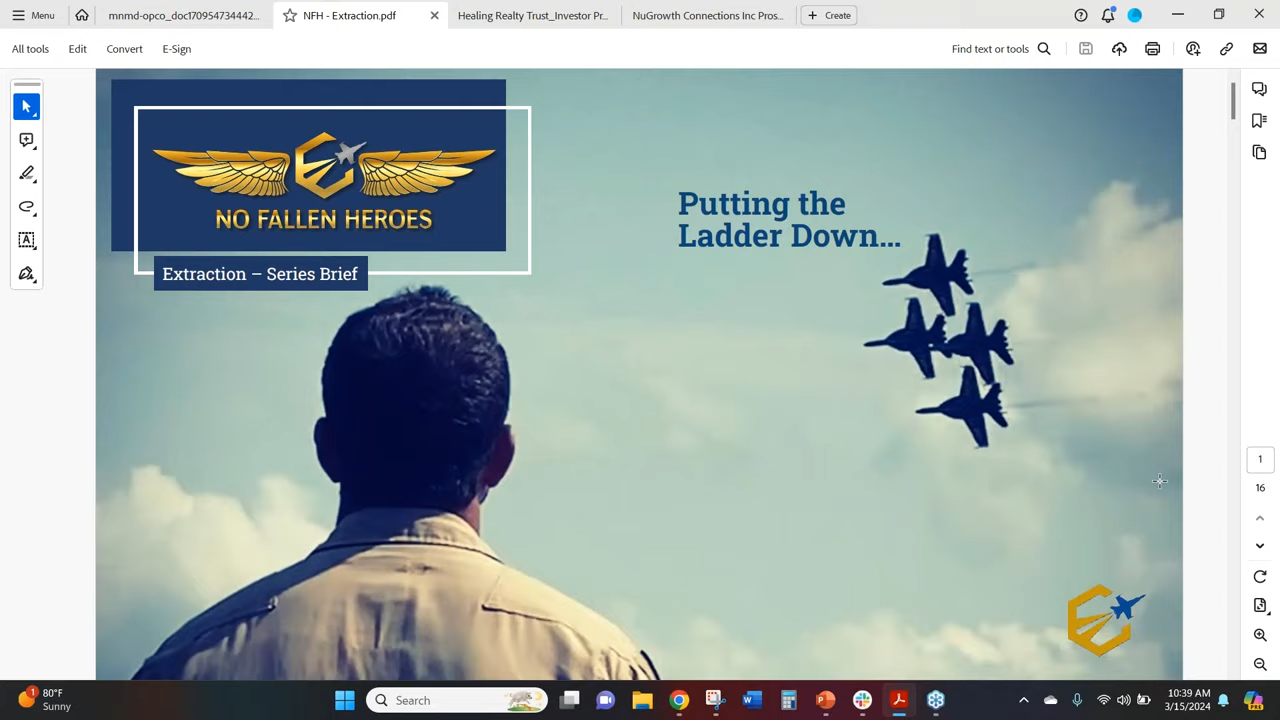 Menu
mnmd-opco_doc170954734442...
NFH - Extraction.pdf
Healing Realty Trust_Investor Pr...
NuGrowth Connections Inc Pros...
Create
All tools
Edit
Convert
E-Sign
Find text or tools
NO FALLEN HEROES
Extraction – Series Brief
Putting the
Ladder Down...
1
16
1
80°F
Sunny
Search
10:39 AM
3/15/2024